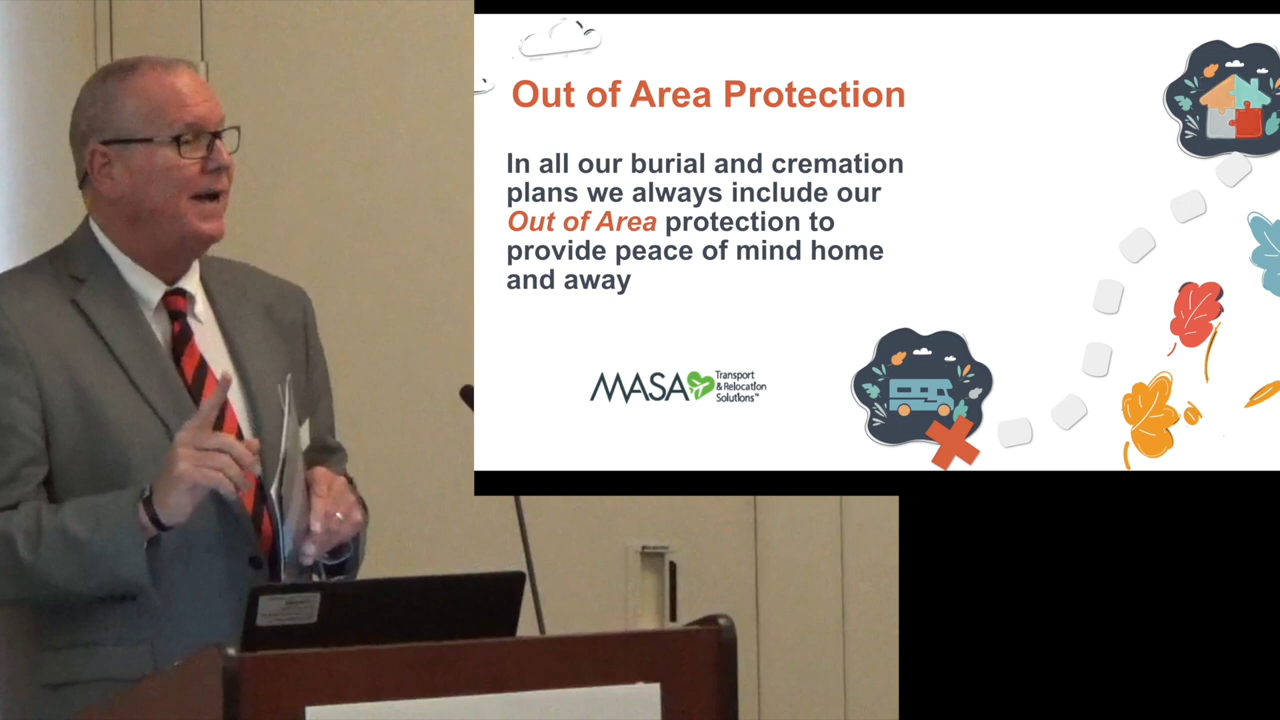 Out of Area Protection
In all our burial and cremation
plans we always include our
Out of Area protection to
provide peace of mind home
and away
MASA Transport
& Relocation
Solutions™